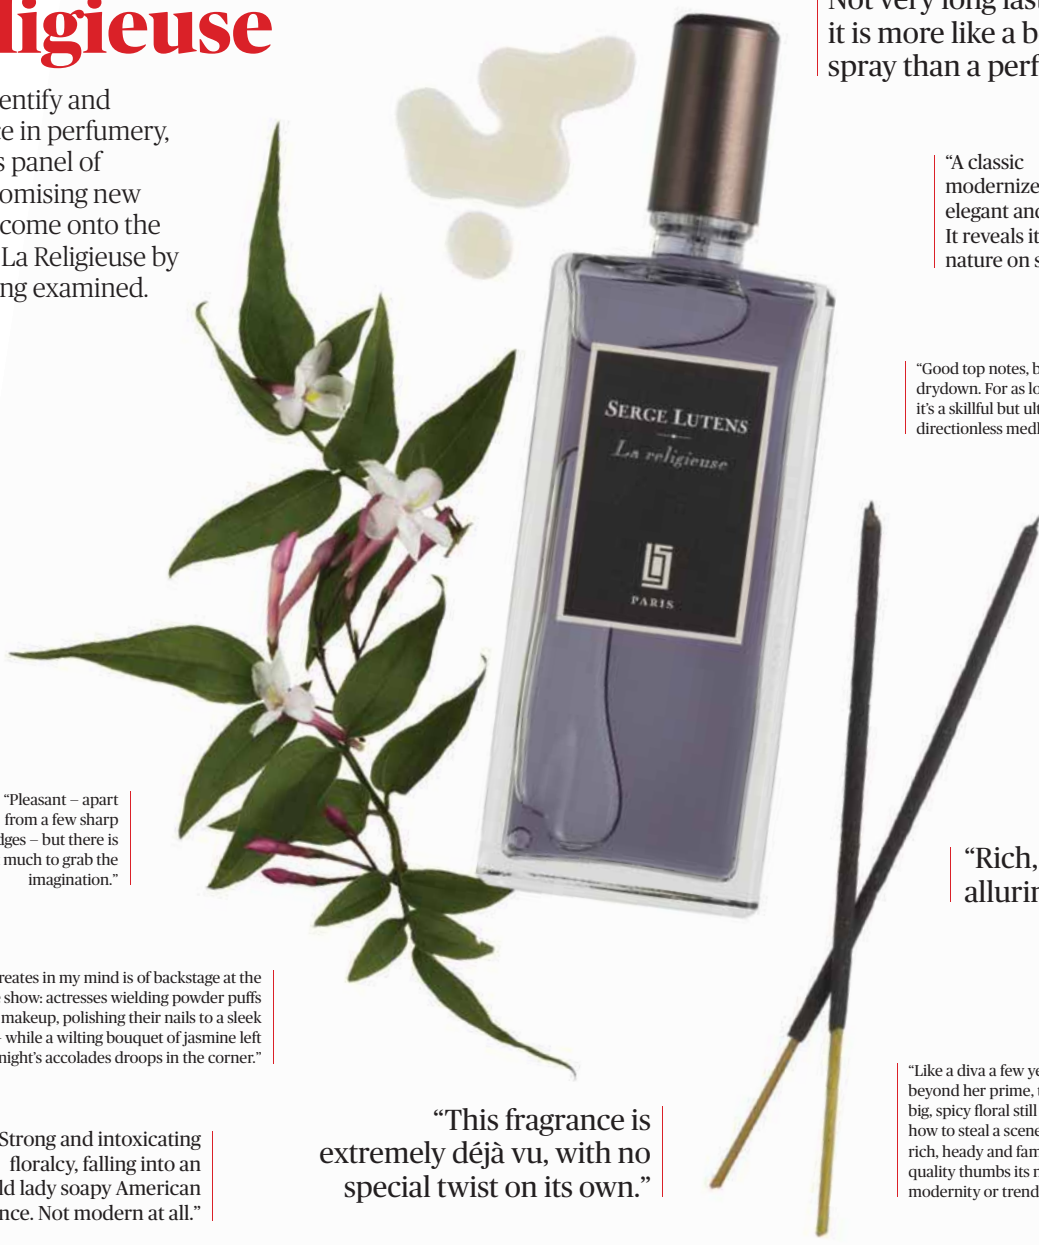 ligieuse
entify and
ce in perfumery,
s panel of
omising new
come onto the
La Religieuse by
ng examined.
Not very long last
it is more like a b
spray than a perf
“A classic
modernize
elegant and
It reveals it
nature on s
“Good top notes, b
drydown. For as lo
it’s a skillful but ult
directionless medl
SERGE LUTENS
La religieuse
PARIS
“Pleasant – apart
from a few sharp
dges – but there is
much to grab the
imagination.”
“Rich,
allurin
reates in my mind is of backstage at the
show: actresses wielding powder puffs
makeup, polishing their nails to a sleek
while a wilting bouquet of jasmine left
night’s accolades droops in the corner.”
“Like a diva a few ye
beyond her prime, t
big, spicy floral still
how to steal a scene
rich, heady and fam
quality thumbs its n
modernity or trend
“This fragrance is
extremely déjà vu, with no
special twist on its own.”
Strong and intoxicating
floralcy, falling into an
ld lady soapy American
nce. Not modern at all.”